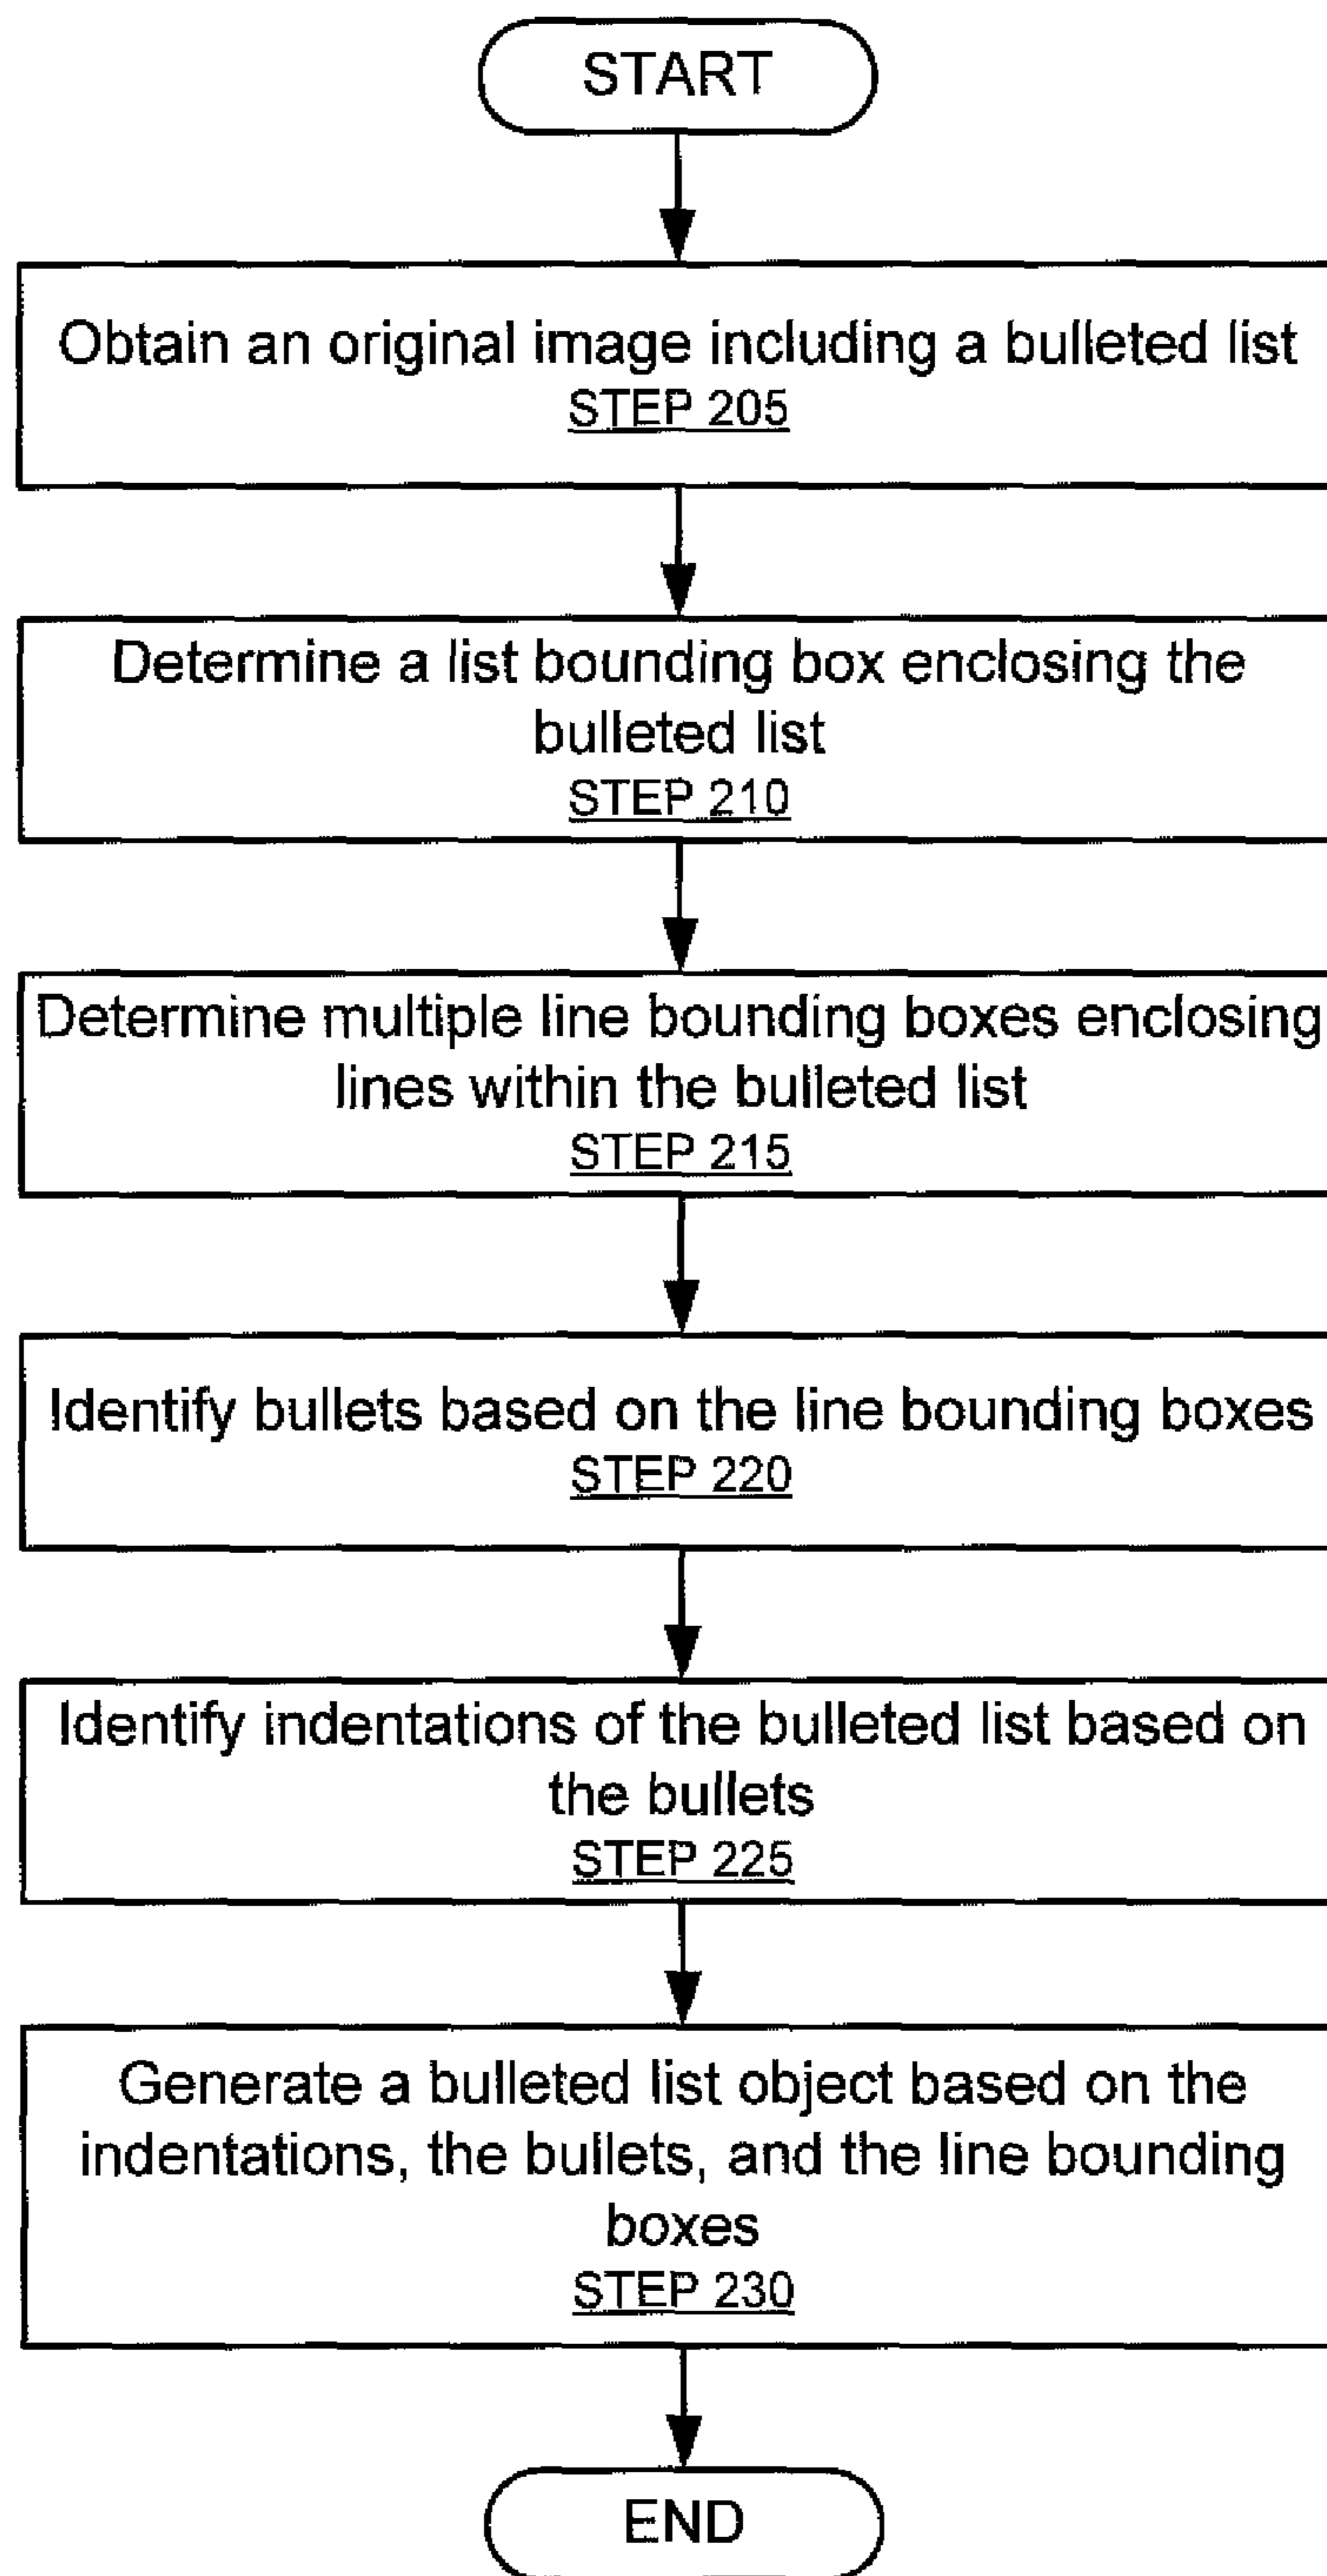 START
Obtain an original image including a bulleted list
STEP 205
Determine a list bounding box enclosing the
bulleted list
STEP 210
Determine multiple line bounding boxes enclosing
lines within the bulleted list
STEP 215
Identify bullets based on the line bounding boxes
STEP 220
Identify indentations of the bulleted list based on
the bullets
STEP 225
Generate a bulleted list object based on the
indentations, the bullets, and the line bounding
boxes
STEP 230
END